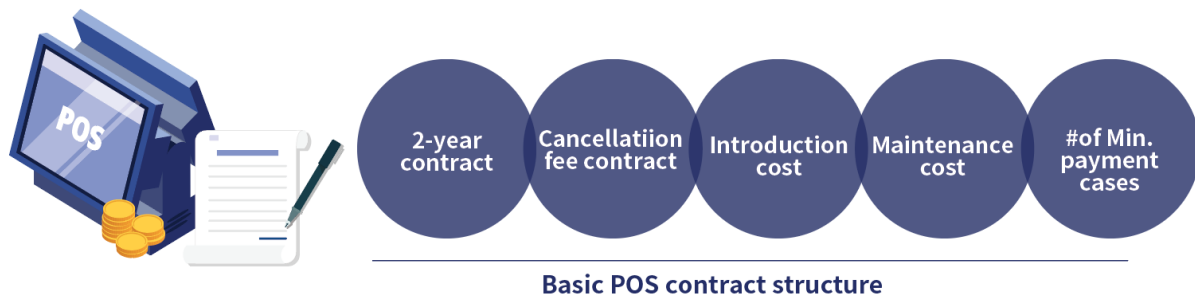 POS
2-year
contract
Cancellatiion
fee contract
Introduction
cost
Maintenance
cost
#of Min.
payment
cases
Basic POS contract structure